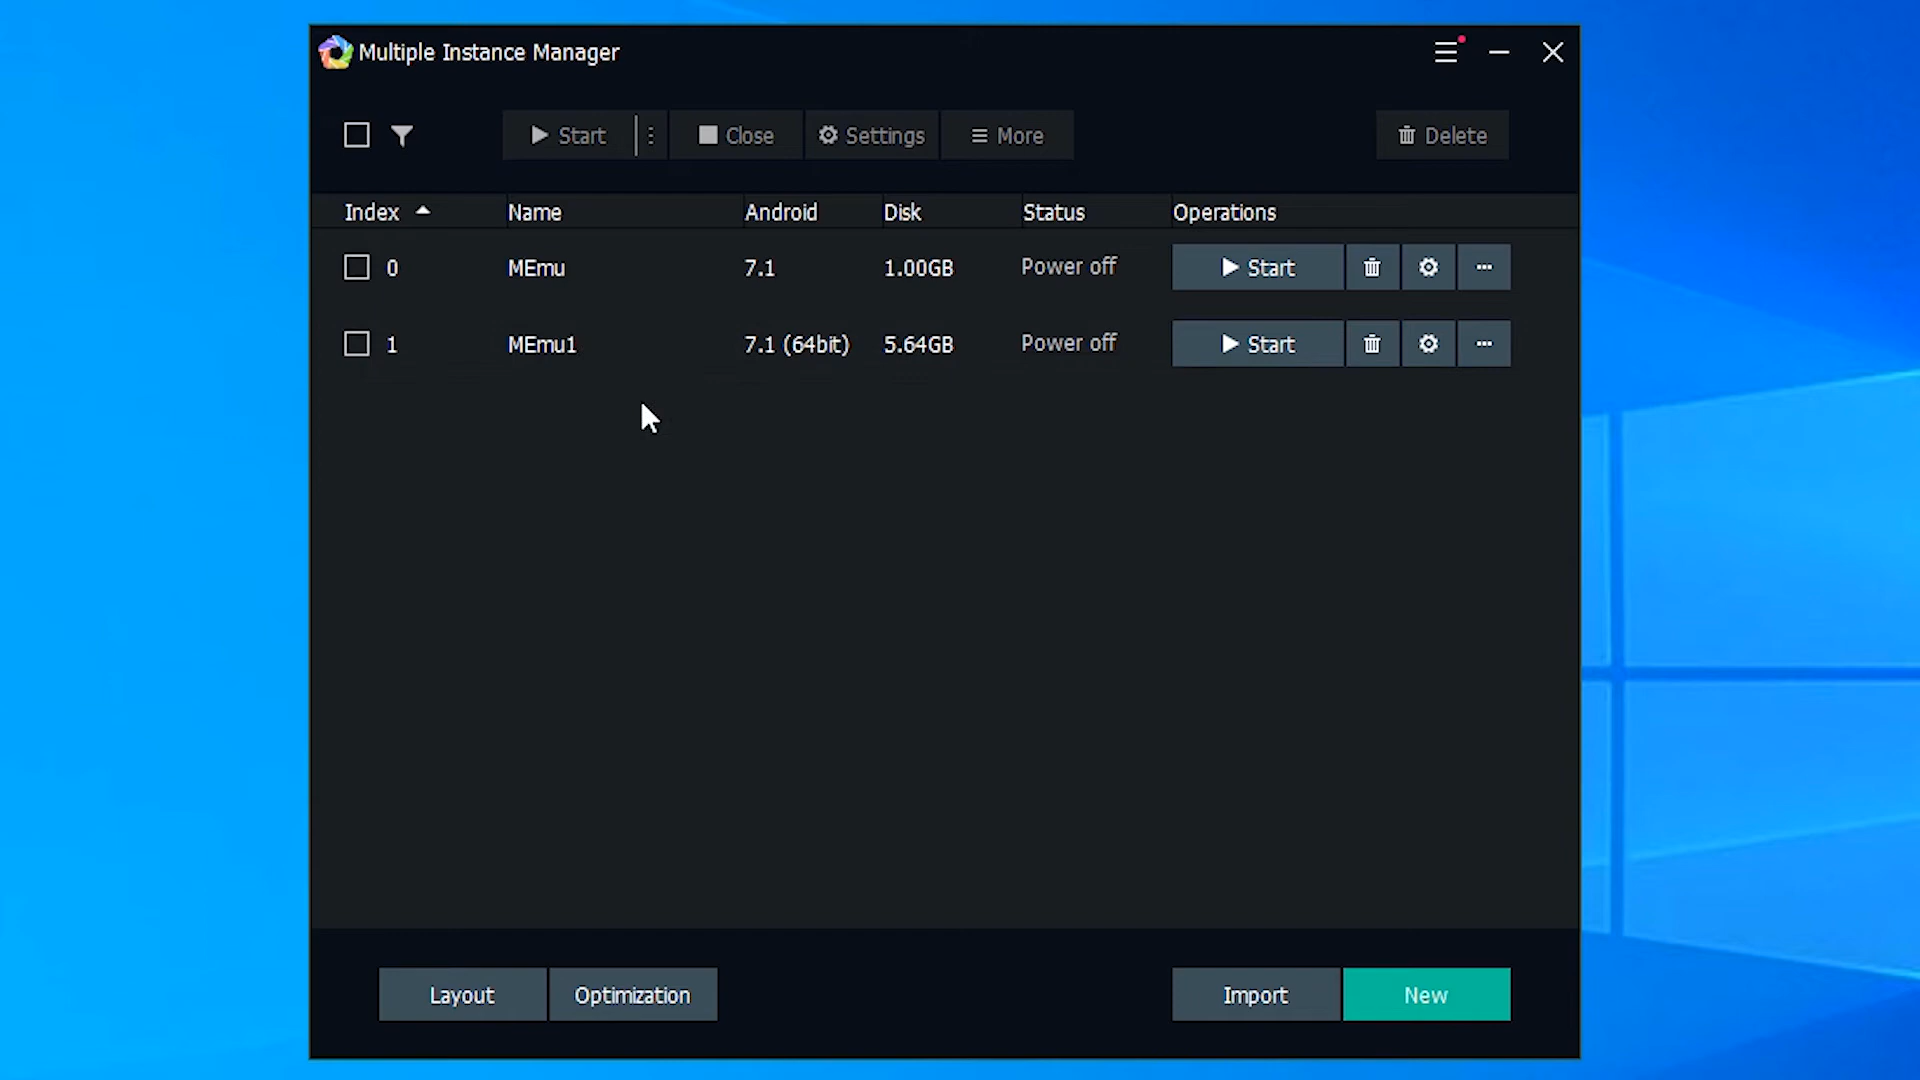 Multiple Instance Manager
Start Close Settings More Delete
Index Name Android Disk Status Operations
0 MEmu 7.1 1.00GB Power off Start
1 MEmu1 7.1 (64bit) 5.64GB Power off Start
Layout Optimization Import New